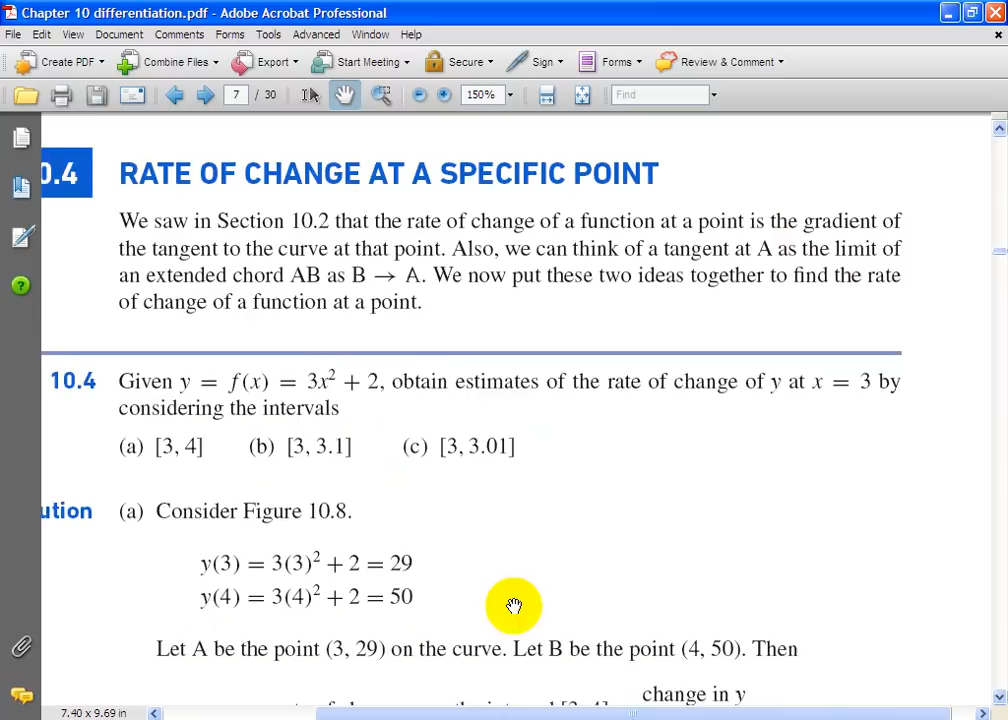 Chapter 10 differentiation.pdf - Adobe Acrobat Professional
File Edit View Document Comments Forms Tools Advanced Window Help
Create PDF Combine Files Export Start Meeting Secure Sign Forms Review & Comment
7 / 30 150% Find
0.4 RATE OF CHANGE AT A SPECIFIC POINT
We saw in Section 10.2 that the rate of change of a function at a point is the gradient of
the tangent to the curve at that point. Also, we can think of a tangent at A as the limit of
an extended chord AB as B → A. We now put these two ideas together to find the rate
of change of a function at a point.
10.4 Given y = f(x) = 3x² + 2, obtain estimates of the rate of change of y at x = 3 by
considering the intervals
(a) [3, 4] (b) [3, 3.1] (c) [3, 3.01]
ution (a) Consider Figure 10.8.
y(3) = 3(3)² + 2 = 29
y(4) = 3(4)² + 2 = 50
Let A be the point (3, 29) on the curve. Let B be the point (4, 50). Then
change in y
7.40 x 9.69 in